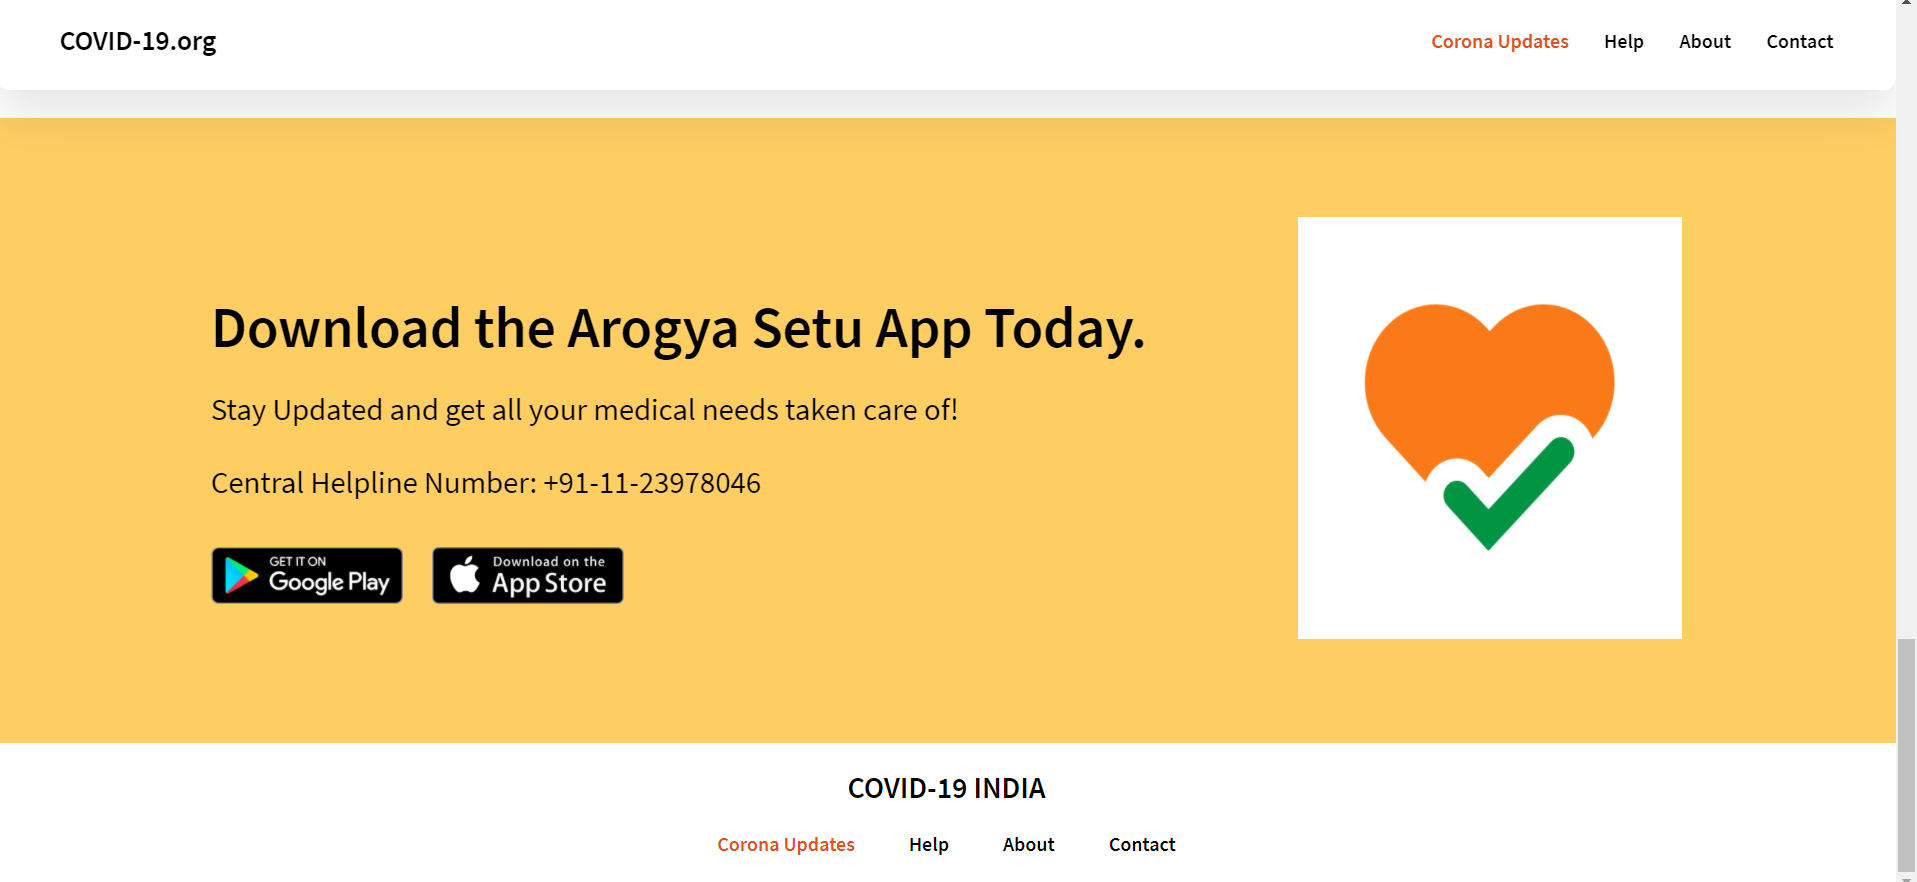 COVID-19.org
Corona Updates Help About Contact
Download the Arogya Setu App Today.
Stay Updated and get all your medical needs taken care of!
Central Helpline Number: +91-11-23978046
GET IT ON
Google Play
Download on the
App Store
COVID-19 INDIA
Corona Updates Help About Contact